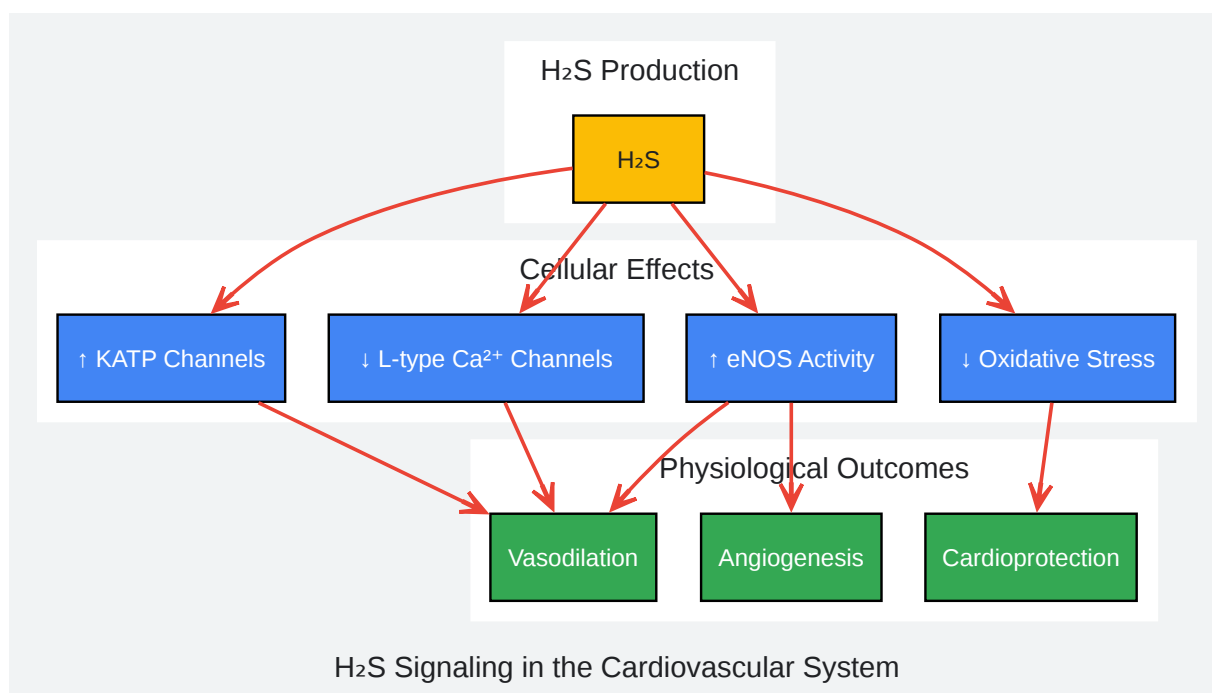 H₂S Production
H₂S
Cellular Effects
↑ KATP Channels
↓ L-type Ca²⁺ Channels
↑ eNOS Activity
↓ Oxidative Stress
Physiological Outcomes
Vasodilation
Angiogenesis
Cardioprotection
H₂S Signaling in the Cardiovascular System